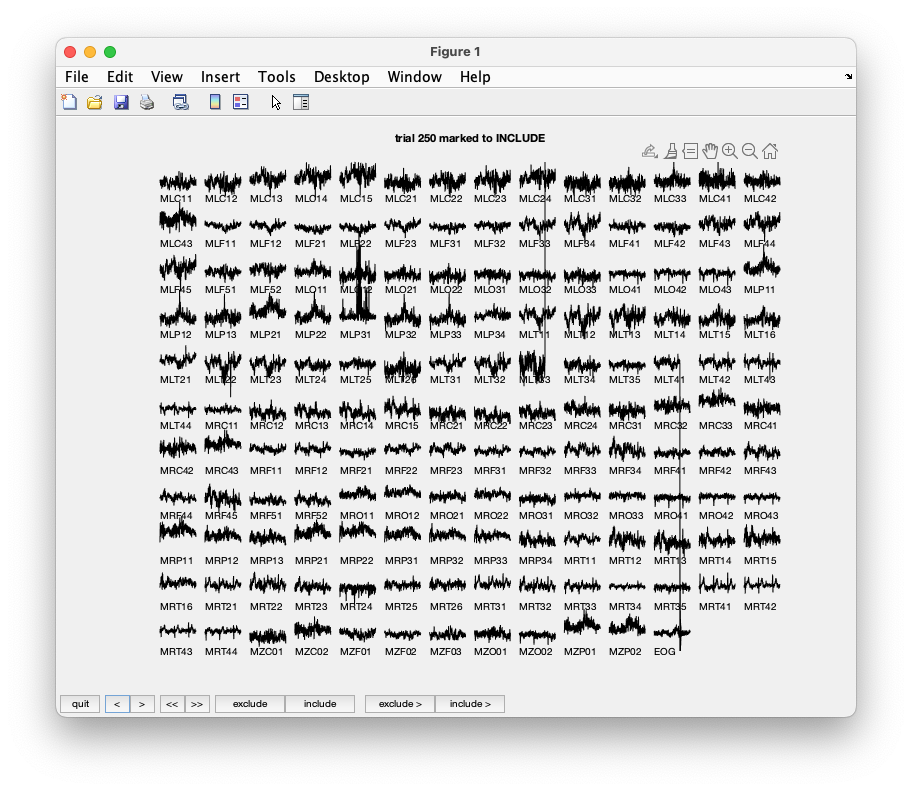 Figure 1
File Edit View Insert Tools Desktop Window Help
trial 250 marked to INCLUDE
MLC11 MLC12 MLC13 MLC14 MLC15 MLC21 MLC22 MLC23 MLC24 MLC31 MLC32 MLC33 MLC41 MLC42
MLC43 MLF11 MLF12 MLF21 MLF22 MLF23 MLF31 MLF32 MLF33 MLF34 MLF41 MLF42 MLF43 MLF44
MLF45 MLF51 MLF52 MLO11 MLO12 MLO21 MLO22 MLO31 MLO32 MLO33 MLO41 MLO42 MLO43 MLP11
MLP12 MLP13 MLP21 MLP22 MLP31 MLP32 MLP33 MLP34 MLT11 MLT12 MLT13 MLT14 MLT15 MLT16
MLT21 MLT22 MLT23 MLT24 MLT25 MLT26 MLT31 MLT32 MLT33 MLT34 MLT35 MLT41 MLT42 MLT43
MLT44 MRC11 MRC12 MRC13 MRC14 MRC15 MRC21 MRC22 MRC23 MRC24 MRC31 MRC32 MRC33 MRC41
MRC42 MRC43 MRF11 MRF12 MRF21 MRF22 MRF23 MRF31 MRF32 MRF33 MRF34 MRF41 MRF42 MRF43
MRF44 MRF45 MRF51 MRF52 MRO11 MRO12 MRO21 MRO22 MRO31 MRO32 MRO33 MRO41 MRO42 MRO43
MRP11 MRP12 MRP13 MRP21 MRP22 MRP31 MRP32 MRP33 MRP34 MRT11 MRT12 MRT13 MRT14 MRT15
MRT16 MRT21 MRT22 MRT23 MRT24 MRT25 MRT26 MRT31 MRT32 MRT33 MRT34 MRT35 MRT41 MRT42
MRT43 MRT44 MZC01 MZC02 MZF01 MZF02 MZF03 MZO01 MZO02 MZP01 MZP02 EOG
quit < > << >> exclude include exclude > include >